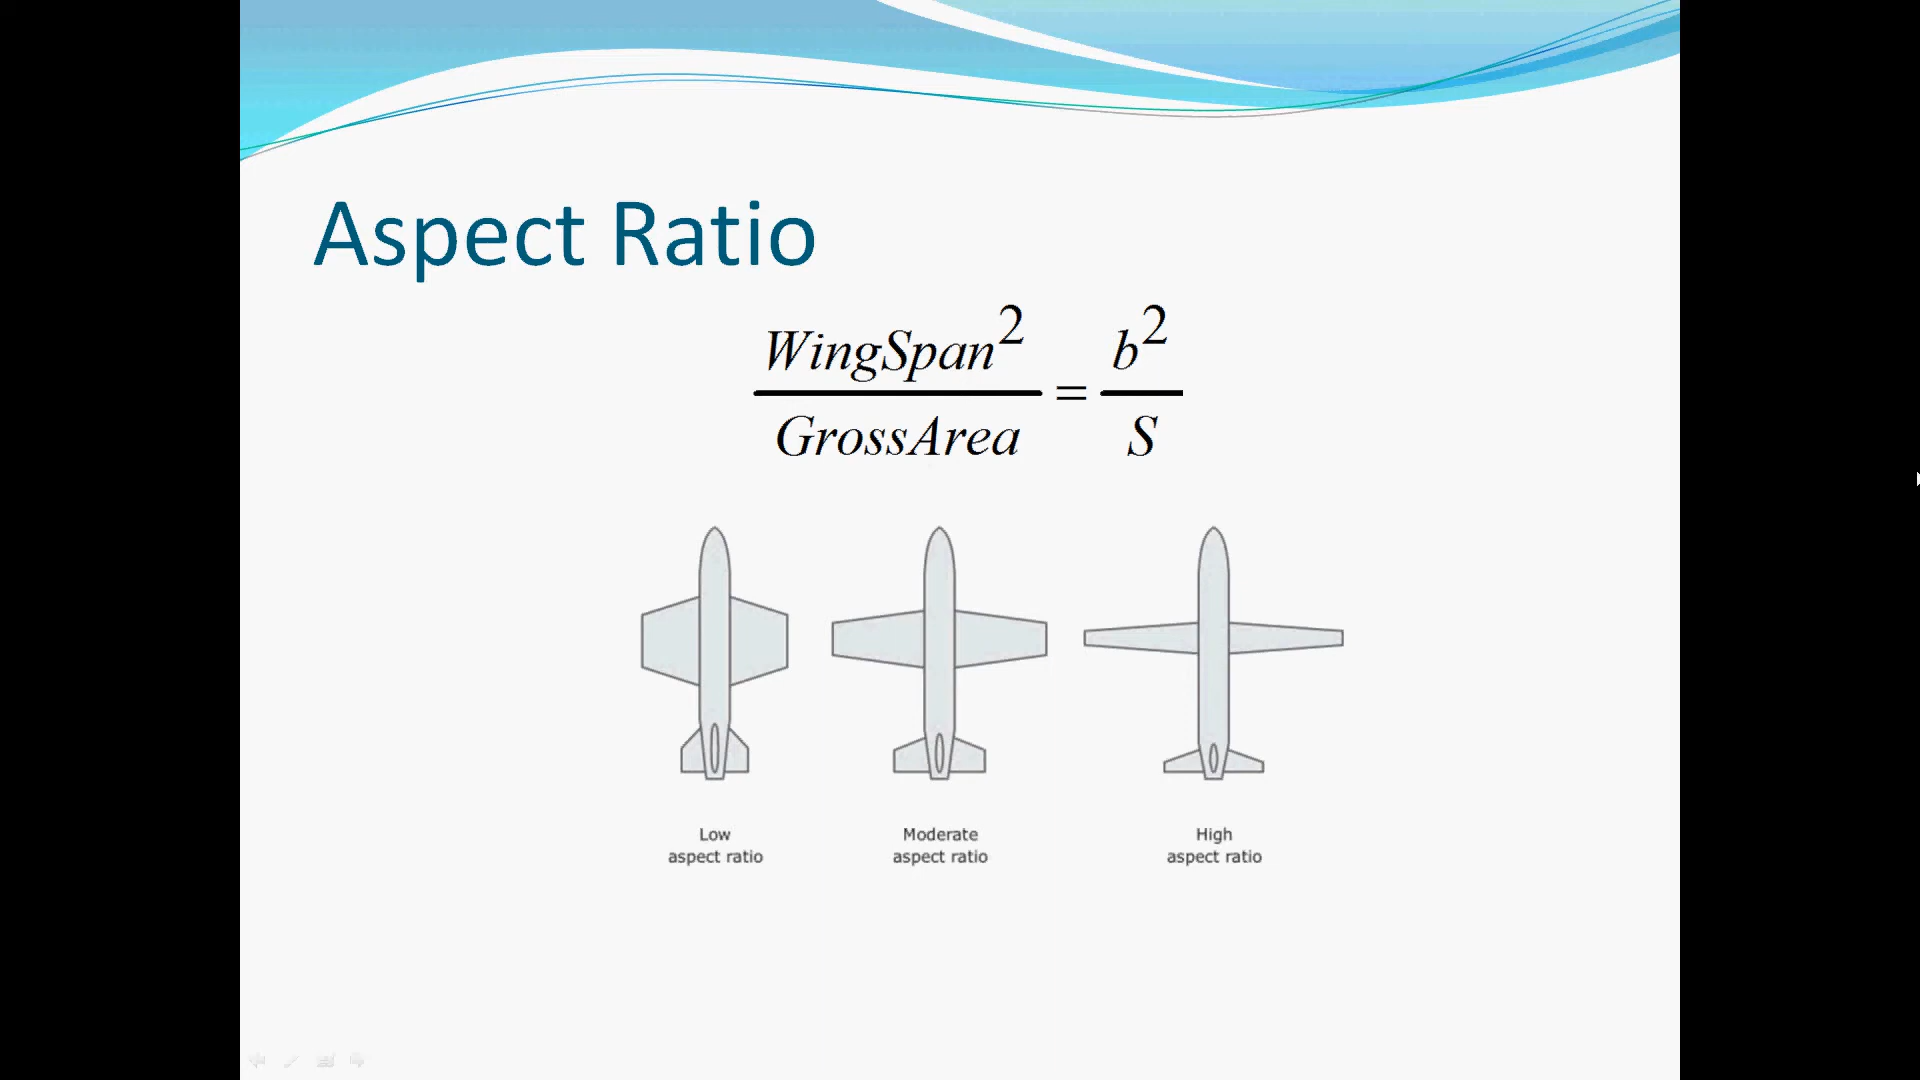 Aspect Ratio
WingSpan² / GrossArea = b² / S
Low aspect ratio
Moderate aspect ratio
High aspect ratio